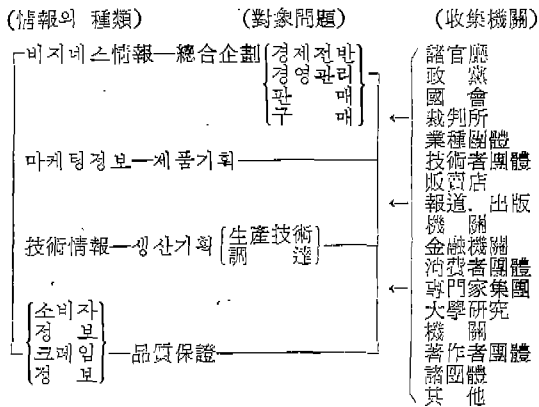 (情報의 種類) (對象問題) (收集機關)
비지네스情報—總合企劃
경제전반
경영관리
판 매
구 매
마케팅정보—제품기획
技術情報—생산기획
生產技術
調 達
소비자
정 보
크레임
정 보
品質保證
諸官廳
政 黨
國 會
裁判所
業種團體
技術者團體
販賣店
報道. 出版
機 關
金融機關
消費者團體
專門家集團
大學硏究
機 關
著作者團體
諸團體
其 他